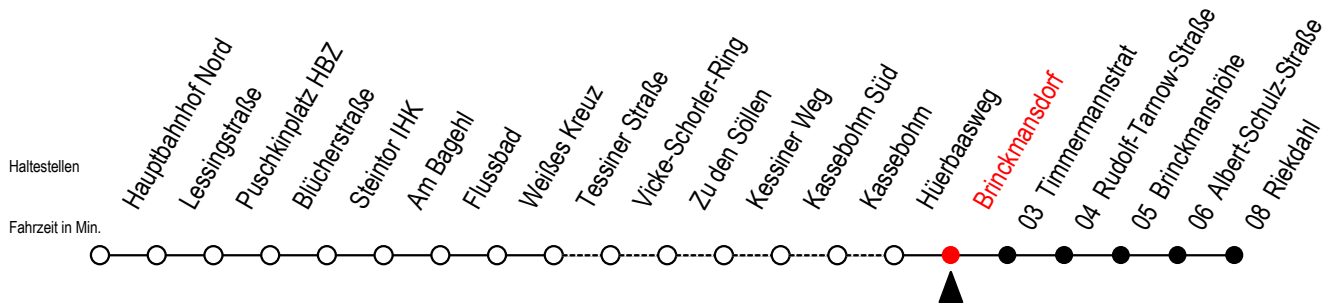 Haltestellen
Fahrzeit in Min.
Hauptbahnhof Nord
Lessingstraße
Puschkinplatz HBZ
Blücherstraße
Steintor IHK
Am Bagehl
Flussbad
Weißes Kreuz
Tessiner Straße
Vicke-Schorler-Ring
Zu den Söllen
Kessiner Weg
Kassebohm Süd
Kassebohm
Hüerbaasweg
Brinckmansdorf
03 Timmermannstrat
04 Rudolf-Tarnow-Straße
05 Brinckmanshöhe
06 Albert-Schulz-Straße
08 Riekdahl